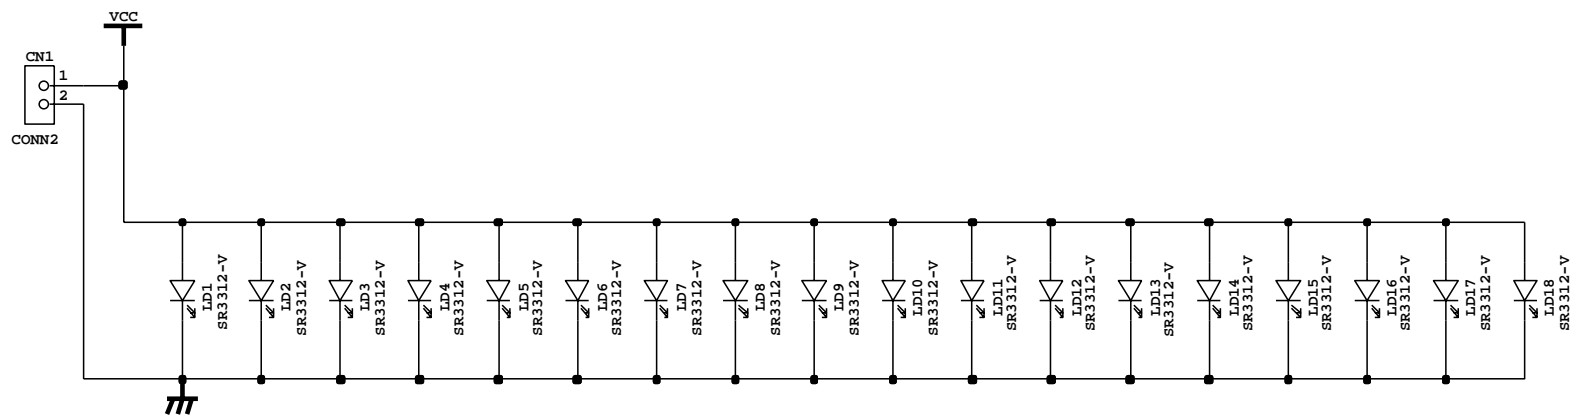 VCC
CN1
1
2
CONN2
LD1
SR3312-V
LD2
SR3312-V
LD3
SR3312-V
LD4
SR3312-V
LD5
SR3312-V
LD6
SR3312-V
LD7
SR3312-V
LD8
SR3312-V
LD9
SR3312-V
LD10
SR3312-V
LD11
SR3312-V
LD12
SR3312-V
LD13
SR3312-V
LD14
SR3312-V
LD15
SR3312-V
LD16
SR3312-V
LD17
SR3312-V
LD18
SR3312-V